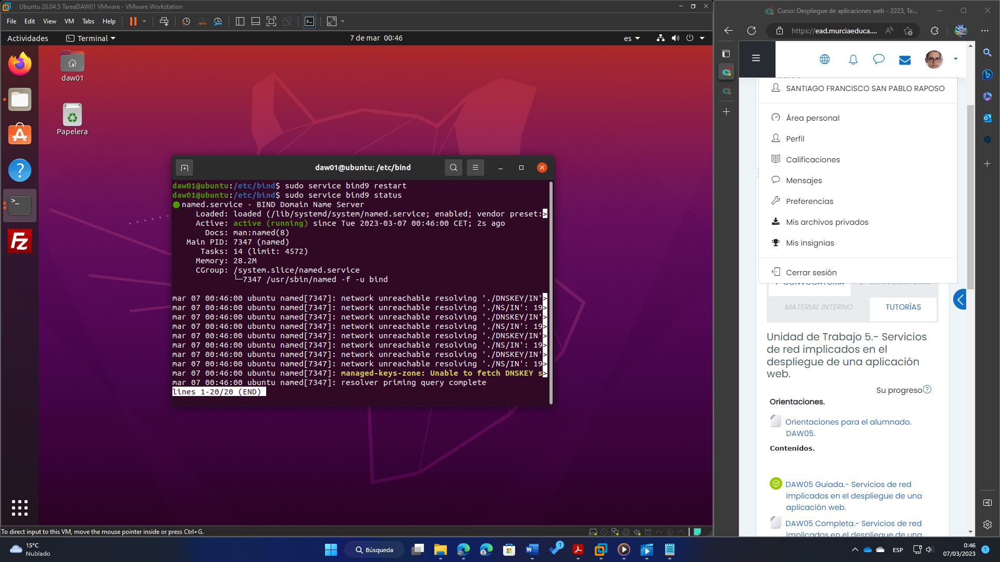 Ubuntu 20.04.5 TareaDAW01 VMware - VMware Workstation
File Edit View VM Tabs Help
Actividades
Terminal
7 de mar 00:46
es
daw01
Papelera
daw01@ubuntu: /etc/bind
daw01@ubuntu:/etc/bind$ sudo service bind9 restart
daw01@ubuntu:/etc/bind$ sudo service bind9 status
named.service - BIND Domain Name Server
Loaded: loaded (/lib/systemd/system/named.service; enabled; vendor preset:>
Active: active (running) since Tue 2023-03-07 00:46:00 CET; 2s ago
Docs: man:named(8)
Main PID: 7347 (named)
Tasks: 14 (limit: 4572)
Memory: 28.2M
CGroup: /system.slice/named.service
└─7347 /usr/sbin/named -f -u bind
mar 07 00:46:00 ubuntu named[7347]: network unreachable resolving './DNSKEY/IN'>
mar 07 00:46:00 ubuntu named[7347]: network unreachable resolving './NS/IN': 19>
mar 07 00:46:00 ubuntu named[7347]: network unreachable resolving './DNSKEY/IN'>
mar 07 00:46:00 ubuntu named[7347]: network unreachable resolving './NS/IN': 19>
mar 07 00:46:00 ubuntu named[7347]: network unreachable resolving './DNSKEY/IN'>
mar 07 00:46:00 ubuntu named[7347]: network unreachable resolving './NS/IN': 19>
mar 07 00:46:00 ubuntu named[7347]: network unreachable resolving './DNSKEY/IN'>
mar 07 00:46:00 ubuntu named[7347]: network unreachable resolving './NS/IN': 19>
mar 07 00:46:00 ubuntu named[7347]: managed-keys-zone: Unable to fetch DNSKEY s>
mar 07 00:46:00 ubuntu named[7347]: resolver priming query complete
lines 1-20/20 (END)
To direct input to this VM, move the mouse pointer inside or press Ctrl+G.
Curso: Despliegue de aplicaciones web - 2223, Te...
https://ead.murciaeduca....
SANTIAGO FRANCISCO SAN PABLO RAPOSO
Área personal
Perfil
Calificaciones
Mensajes
Preferencias
Mis archivos privados
Mis insignias
Cerrar sesión
MATERIAL INTERNO
TUTORÍAS
Unidad de Trabajo 5.- Servicios
de red implicados en el
despliegue de una aplicación
web.
Su progreso
Orientaciones.
Orientaciones para el alumnado.
DAW05.
Contenidos.
DAW05 Guiada.- Servicios de red
implicados en el despliegue de una
aplicación web.
DAW05 Completa.- Servicios de red
implicados en el despliegue de una
15°C
Nublado
Búsqueda
1
ESP
0:46
07/03/2023
1